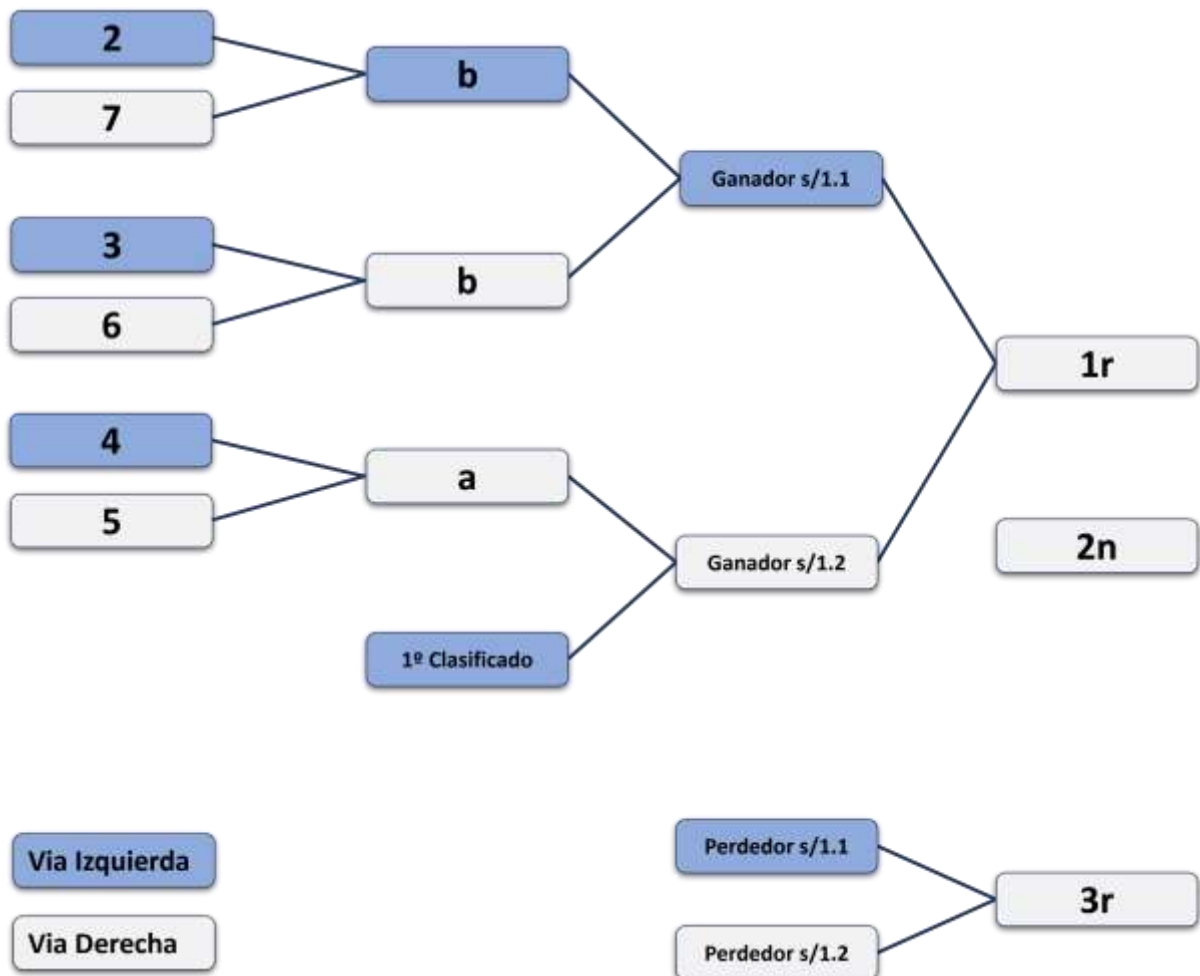 2
7
b
3
6
b
Ganador s/1.1
4
5
a
1º Clasificado
Ganador s/1.2
1r
2n
Via Izquierda
Via Derecha
Perdedor s/1.1
Perdedor s/1.2
3r